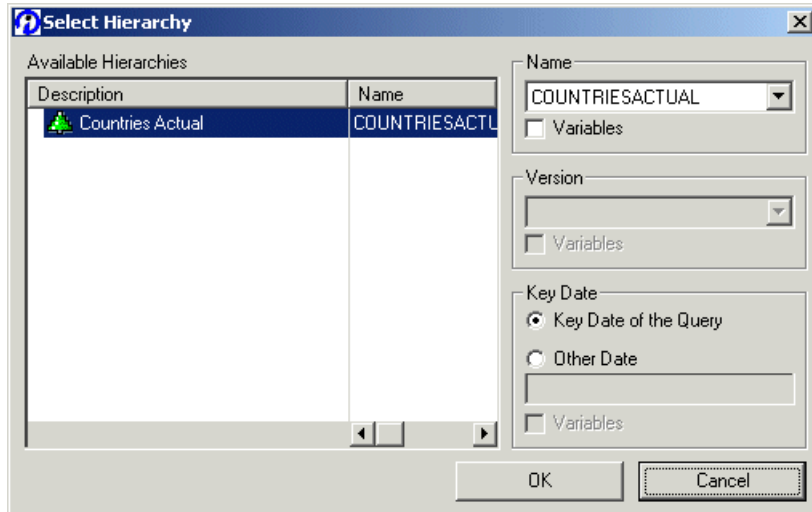 Select Hierarchy
Available Hierarchies
Description Name
Countries Actual COUNTRIESACTU
Name
COUNTRIESACTUAL
Variables
Version
Variables
Key Date
Key Date of the Query
Other Date
Variables
OK Cancel